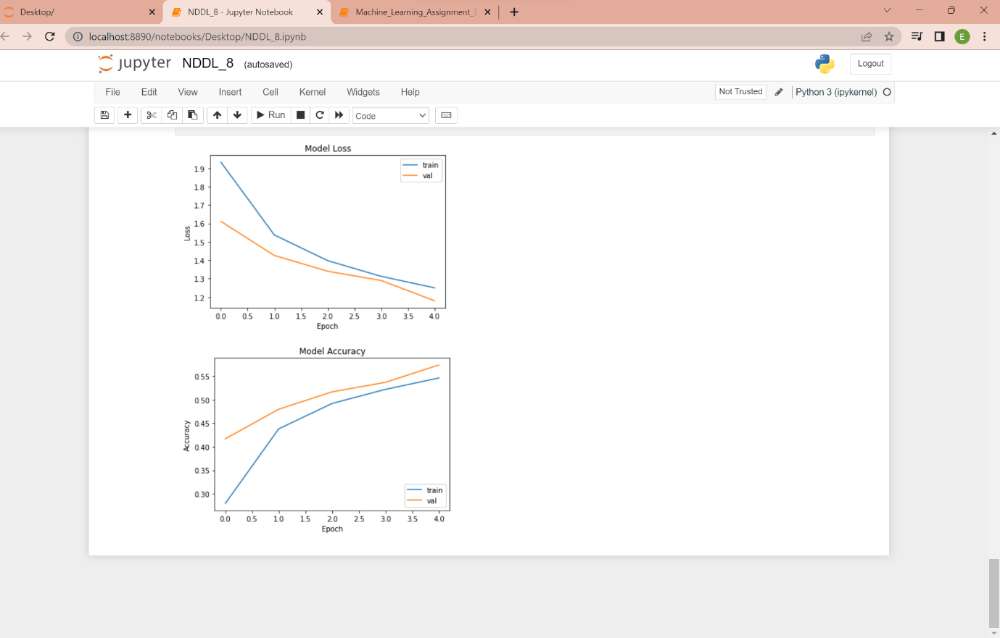 Desktop/
NDDL_8 - Jupyter Notebook
Machine_Learning_Assignment_
localhost:8890/notebooks/Desktop/NDDL_8.ipynb
E
jupyter NDDL_8 (autosaved)
Logout
File Edit View Insert Cell Kernel Widgets Help
Not Trusted
Python 3 (ipykernel)
Run
Code
Model Loss
train
val
1.9
1.8
1.7
1.6
1.5
1.4
1.3
1.2
Loss
0.0 0.5 1.0 1.5 2.0 2.5 3.0 3.5 4.0
Epoch
Model Accuracy
0.55
0.50
0.45
0.40
0.35
0.30
Accuracy
train
val
0.0 0.5 1.0 1.5 2.0 2.5 3.0 3.5 4.0
Epoch